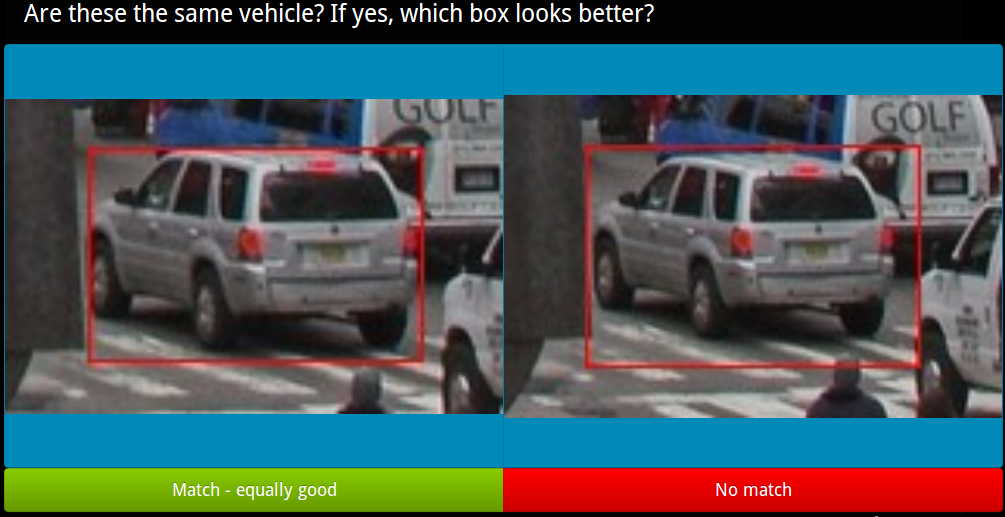 Are these the same vehicle? If yes, which box looks better?
GOLF
GOLF
Match - equally good
No match